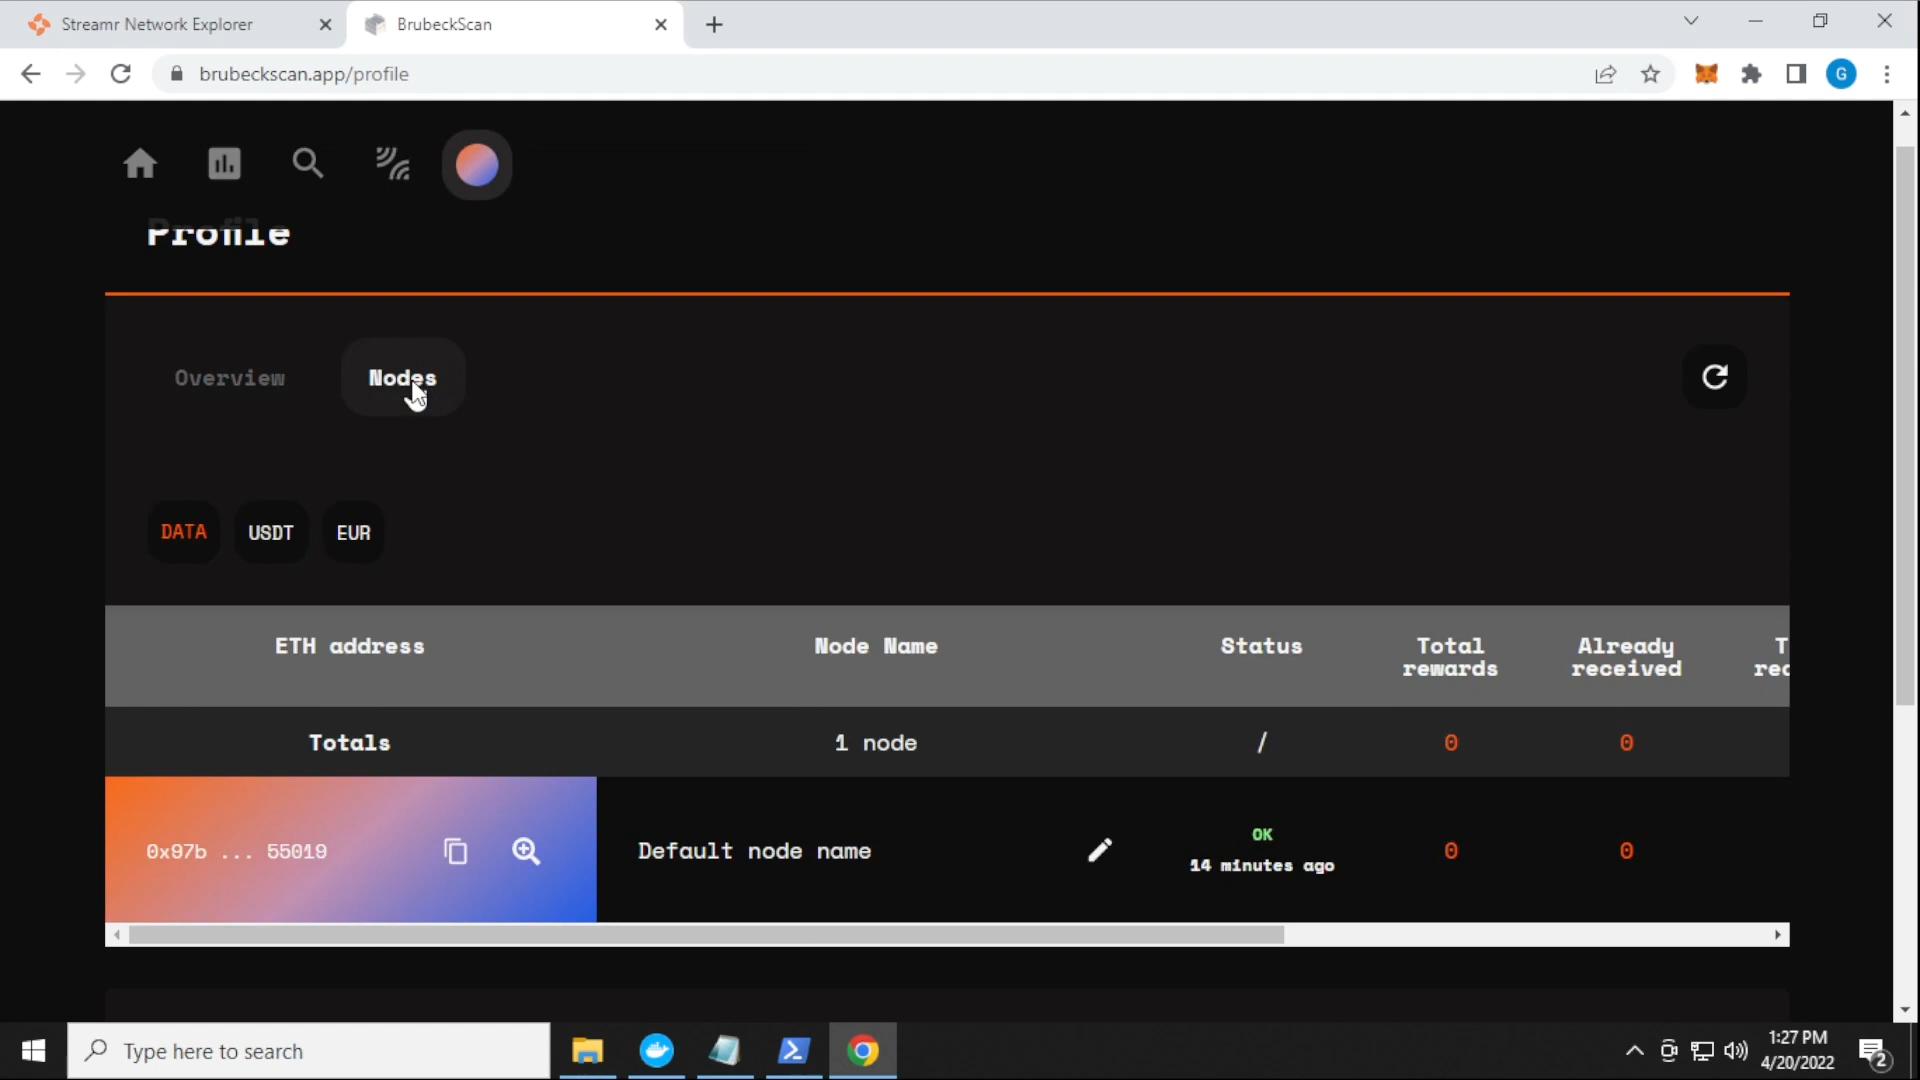 Streamr Network Explorer
BrubeckScan
brubeckscan.app/profile
G
Profile
Overview
Nodes
DATA
USDT
EUR
ETH address
Node Name
Status
Total rewards
Already received
Totals
1 node
/
0
0
0x97b ... 55019
Default node name
OK
14 minutes ago
0
0
Type here to search
1:27 PM
4/20/2022
2